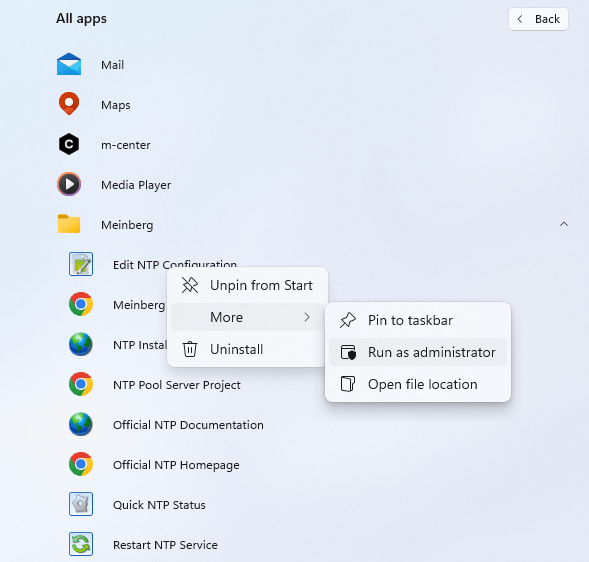 All apps
Back
Mail
Maps
m-center
Media Player
Meinberg
Edit NTP Configuration
Unpin from Start
Meinberg
More
Pin to taskbar
NTP Instal
Uninstall
Run as administrator
NTP Pool Server Project
Open file location
Official NTP Documentation
Official NTP Homepage
Quick NTP Status
Restart NTP Service